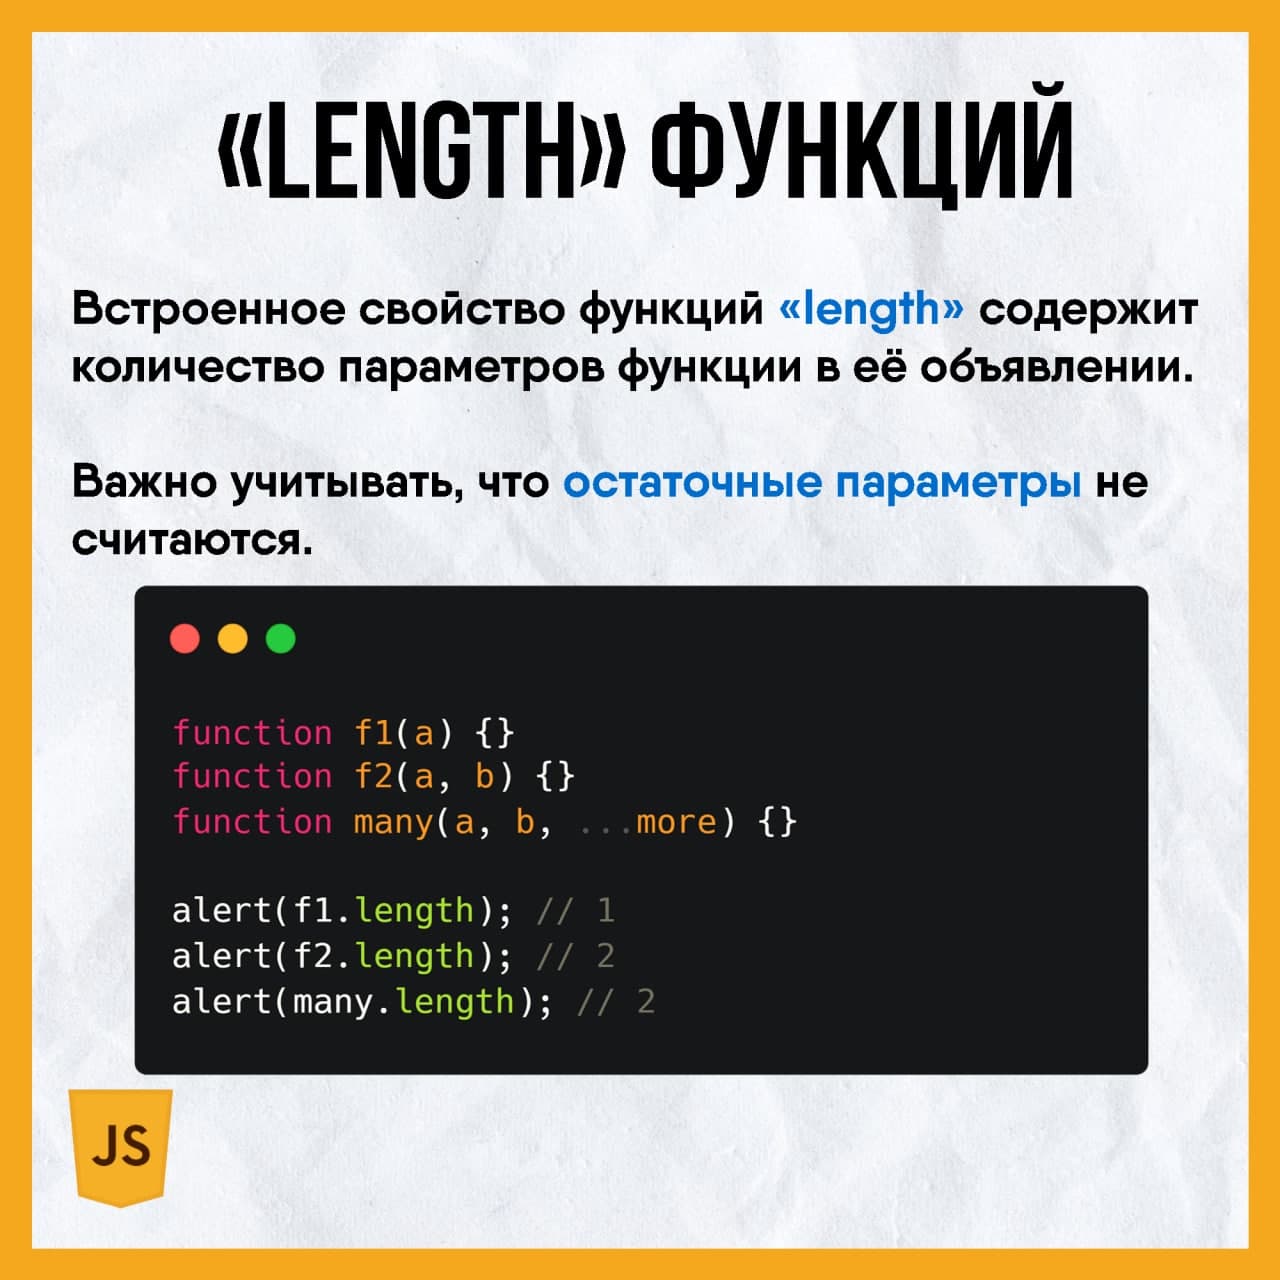 «LENGTH» ФУНКЦИЙ
Встроенное свойство функций «length» содержит
количество параметров функции в её объявлении.
Важно учитывать, что остаточные параметры не
считаются.
function f1(a) {}
function f2(a, b) {}
function many(a, b, ...more) {}
alert(f1.length); // 1
alert(f2.length); // 2
alert(many.length); // 2
JS